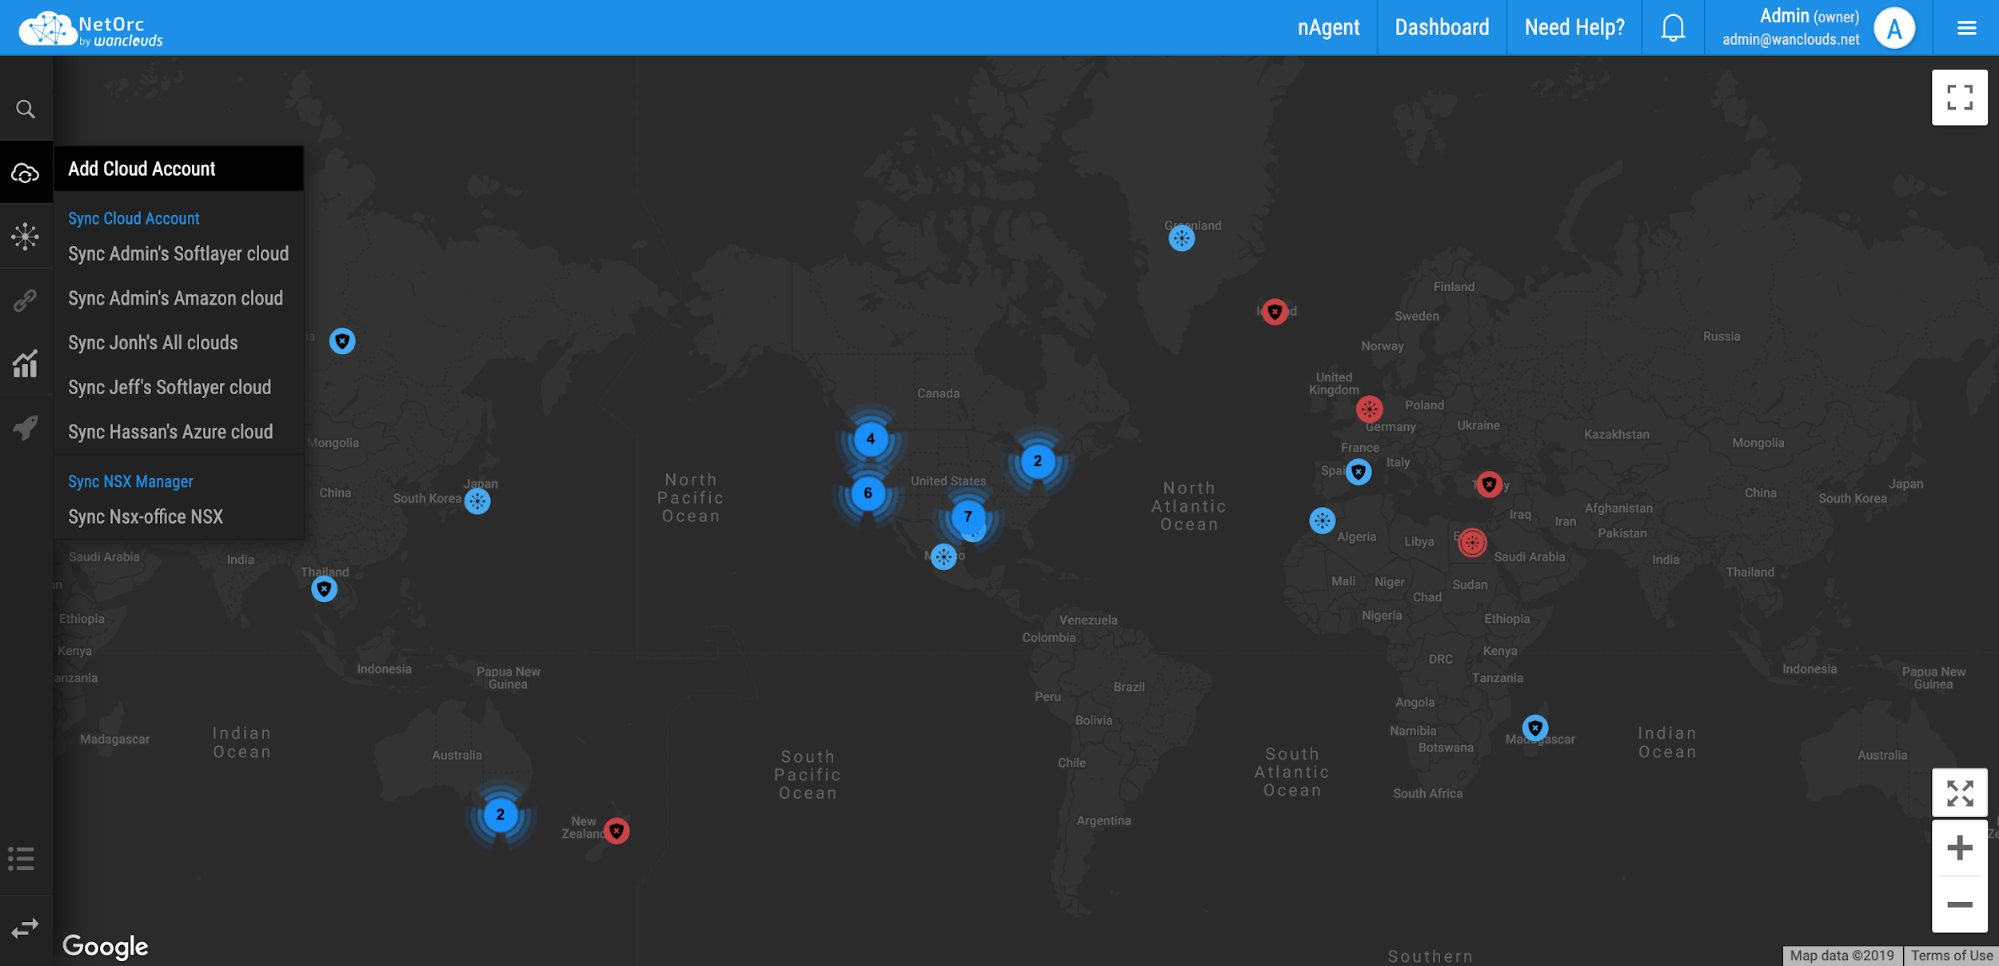 NetOrc
by wanclouds
nAgent
Dashboard
Need Help?
Admin (owner)
admin@wanclouds.net
A
Add Cloud Account
Sync Cloud Account
Sync Admin's Softlayer cloud
Sync Admin's Amazon cloud
Sync Jonh's All clouds
Sync Jeff's Softlayer cloud
Sync Hassan's Azure cloud
Sync NSX Manager
Sync Nsx-office NSX
Greenland
Finland
Sweden
Norway
Russia
United
Kingdom
Poland
Germany
Ukraine
France
Italy
Kazakhstan
Mongolia
Canada
4
2
6
7
United States
Mongolia
China
South Korea
Japan
North
Pacific
Ocean
North
Atlantic
Ocean
China
South Korea
Japan
Iraq
Iran
Afghanistan
Pakistan
Algeria
Libya
Saudi Arabia
India
Thailand
Mali
Niger
Sudan
Chad
Nigeria
Ethiopia
Saudi Arabia
India
Thailand
Ethiopia
Kenya
anzania
Indonesia
Papua New
Guinea
Venezuela
Colombia
Brazil
Peru
Bolivia
DRC
Kenya
Tanzania
Angola
Namibia
Botswana
Madagascar
Indonesia
Papua New
Guinea
Madagascar
Indian
Ocean
Australia
South
Pacific
Ocean
Chile
Argentina
South
Atlantic
Ocean
South Africa
Indian
Ocean
Australia
2
New
Zealand
Southern
Google
Map data ©2019
Terms of Use